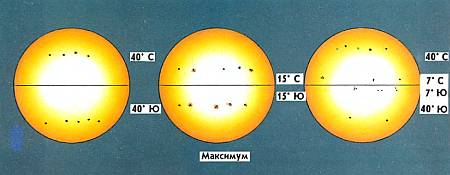 40° С
40° Ю
15° С
15° Ю
Максимум
40° С
7° С
7° Ю
40° Ю